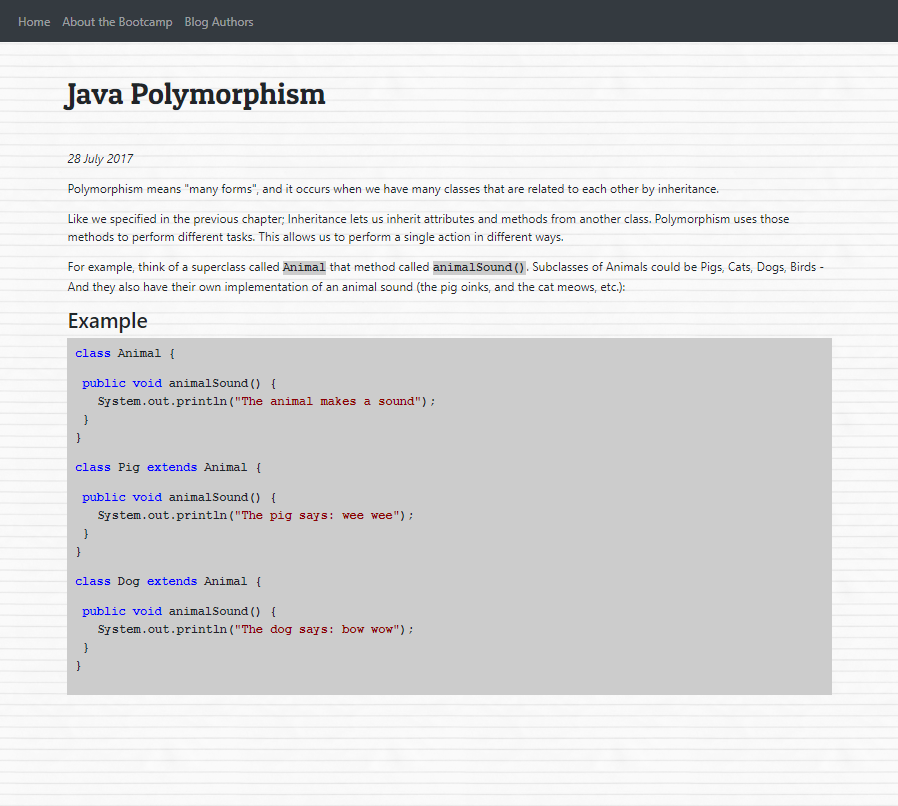 Home About the Bootcamp Blog Authors
Java Polymorphism
28 July 2017
Polymorphism means "many forms", and it occurs when we have many classes that are related to each other by inheritance.
Like we specified in the previous chapter; Inheritance lets us inherit attributes and methods from another class. Polymorphism uses those
methods to perform different tasks. This allows us to perform a single action in different ways.
For example, think of a superclass called Animal that method called animalSound(). Subclasses of Animals could be Pigs, Cats, Dogs, Birds -
And they also have their own implementation of an animal sound (the pig oinks, and the cat meows, etc.):
Example
class Animal {
public void animalSound() {
System.out.println("The animal makes a sound");
}
}
class Pig extends Animal {
public void animalSound() {
System.out.println("The pig says: wee wee");
}
}
class Dog extends Animal {
public void animalSound() {
System.out.println("The dog says: bow wow");
}
}